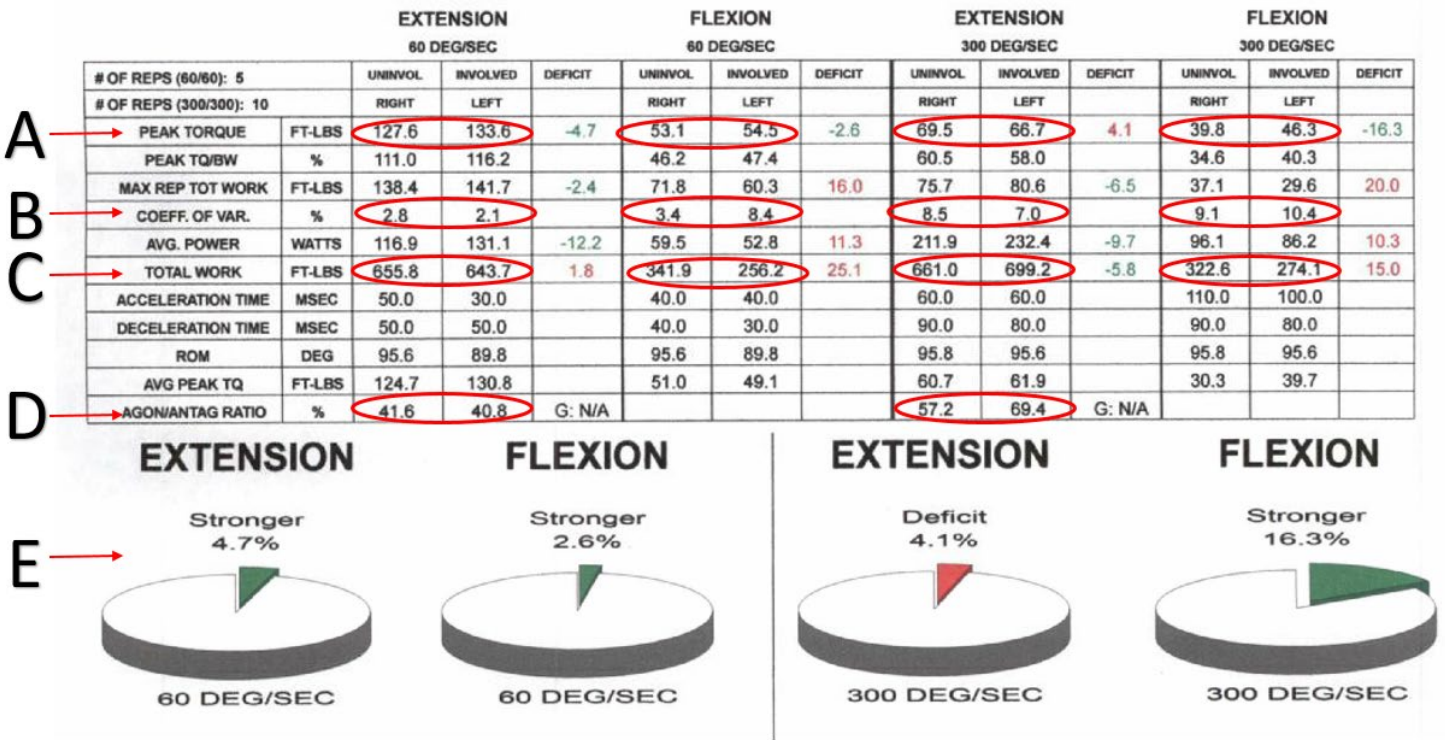 EXTENSION FLEXION EXTENSION FLEXION
60 DEG/SEC 60 DEG/SEC 300 DEG/SEC 300 DEG/SEC
# OF REPS (60/60): 5 UNINVOL INVOLVED DEFICIT UNINVOL INVOLVED DEFICIT UNINVOL INVOLVED DEFICIT UNINVOL INVOLVED DEFICIT
# OF REPS (300/300): 10 RIGHT LEFT RIGHT LEFT RIGHT LEFT RIGHT LEFT
A PEAK TORQUE FT-LBS 127.6 133.6 -4.7 53.1 54.5 -2.6 69.5 66.7 4.1 39.8 46.3 -16.3
PEAK TQ/BW % 111.0 116.2 46.2 47.4 60.5 58.0 34.6 40.3
MAX REP TOT WORK FT-LBS 138.4 141.7 -2.4 71.8 60.3 16.0 75.7 80.6 -6.5 37.1 29.6 20.0
B COEFF. OF VAR. % 2.8 2.1 3.4 8.4 8.5 7.0 9.1 10.4
AVG. POWER WATTS 116.9 131.1 -12.2 59.5 52.8 11.3 211.9 232.4 -9.7 96.1 86.2 10.3
C TOTAL WORK FT-LBS 655.8 643.7 1.8 341.9 256.2 25.1 661.0 699.2 -5.8 322.6 274.1 15.0
ACCELERATION TIME MSEC 50.0 30.0 40.0 40.0 60.0 60.0 110.0 100.0
DECELERATION TIME MSEC 50.0 50.0 40.0 30.0 90.0 80.0 90.0 80.0
ROM DEG 95.6 89.8 95.6 89.8 95.8 95.6 95.8 95.6
AVG PEAK TQ FT-LBS 124.7 130.8 51.0 49.1 60.7 61.9 30.3 39.7
D AGON/ANTAG RATIO % 41.6 40.8 G: N/A 57.2 69.4 G: N/A
EXTENSION FLEXION EXTENSION FLEXION
Stronger Stronger Deficit Stronger
4.7% 2.6% 4.1% 16.3%
E
60 DEG/SEC 60 DEG/SEC 300 DEG/SEC 300 DEG/SEC